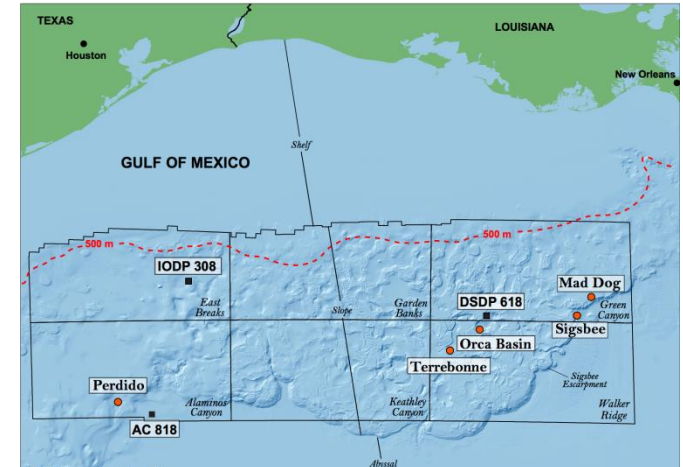 TEXAS
LOUISIANA
Houston
New Orleans
Shelf
GULF OF MEXICO
500 m
500 m
IODP 308
Mad Dog
East
Breaks
Slope
Garden
Banks
DSDP 618
Green
Canyon
Sigsbee
Orca Basin
Terrebonne
Sigsbee
Escarpment
Perdido
Alaminos
Canyon
Keathley
Canyon
Walker
Ridge
AC 818
Abyssal